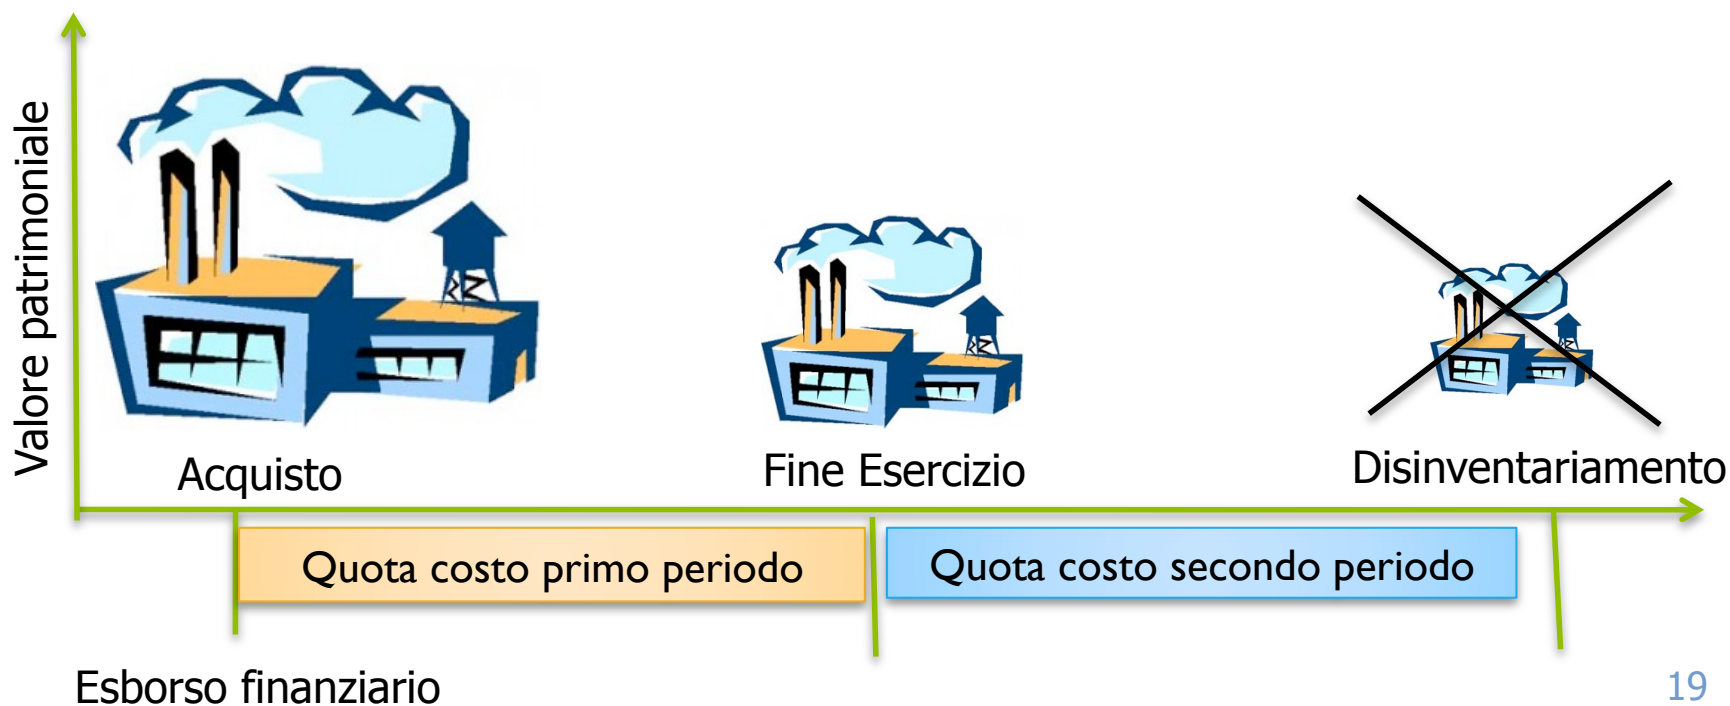 Valore patrimoniale
Acquisto
Fine Esercizio
Disinventariamento
Quota costo primo periodo
Quota costo secondo periodo
Esborso finanziario
19